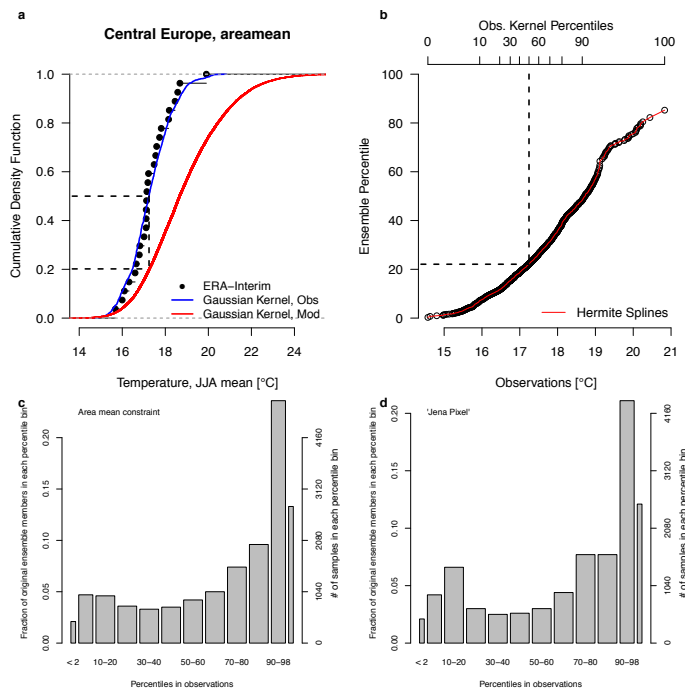 a
Central Europe, areamean
Cumulative Density Function
1.0
0.8
0.6
0.4
0.2
0.0
ERA−Interim
Gaussian Kernel, Obs
Gaussian Kernel, Mod
14 16 18 20 22 24
Temperature, JJA mean [°C]
b
Obs. Kernel Percentiles
0 10 30 60 90 100
Ensemble Percentile
100
80
60
40
20
0
Hermite Splines
15 16 17 18 19 20 21
Observations [°C]
c
Area mean constraint
Fraction of original ensemble members in each percentile bin
0.20
0.15
0.10
0.05
0.00
4160
3120
2080
1040
0
# of samples in each percentile bin
< 2 10−20 30−40 50−60 70−80 90−98
Percentiles in observations
d
'Jena Pixel'
Fraction of original ensemble members in each percentile bin
0.20
0.15
0.10
0.05
0.00
4160
3120
2080
1040
0
# of samples in each percentile bin
< 2 10−20 30−40 50−60 70−80 90−98
Percentiles in observations